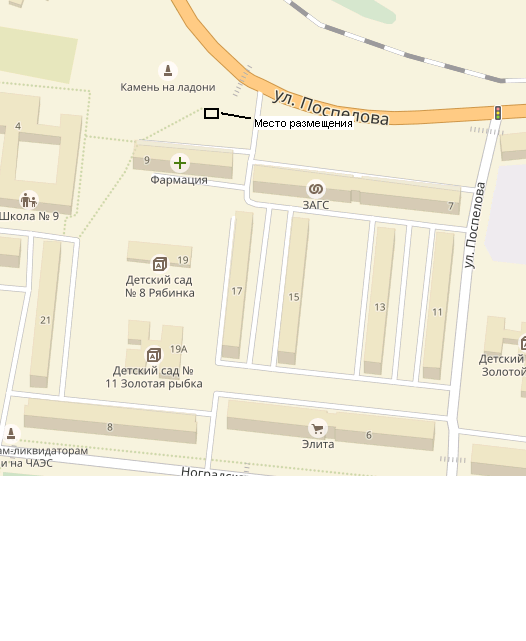 Камень на ладони
ул. Поспелова
Место размещения
4
9
Фармация
ЗАГС
7
Школа № 9
ул. Поспелова
19
Детский сад
№ 8 Рябинка
17
15
13
11
21
19А
Детский сад №
11 Золотая рыбка
Детский
Золотой
8
6
Элита
ам-ликвидаторам
и на ЧАЭС
Ноградска